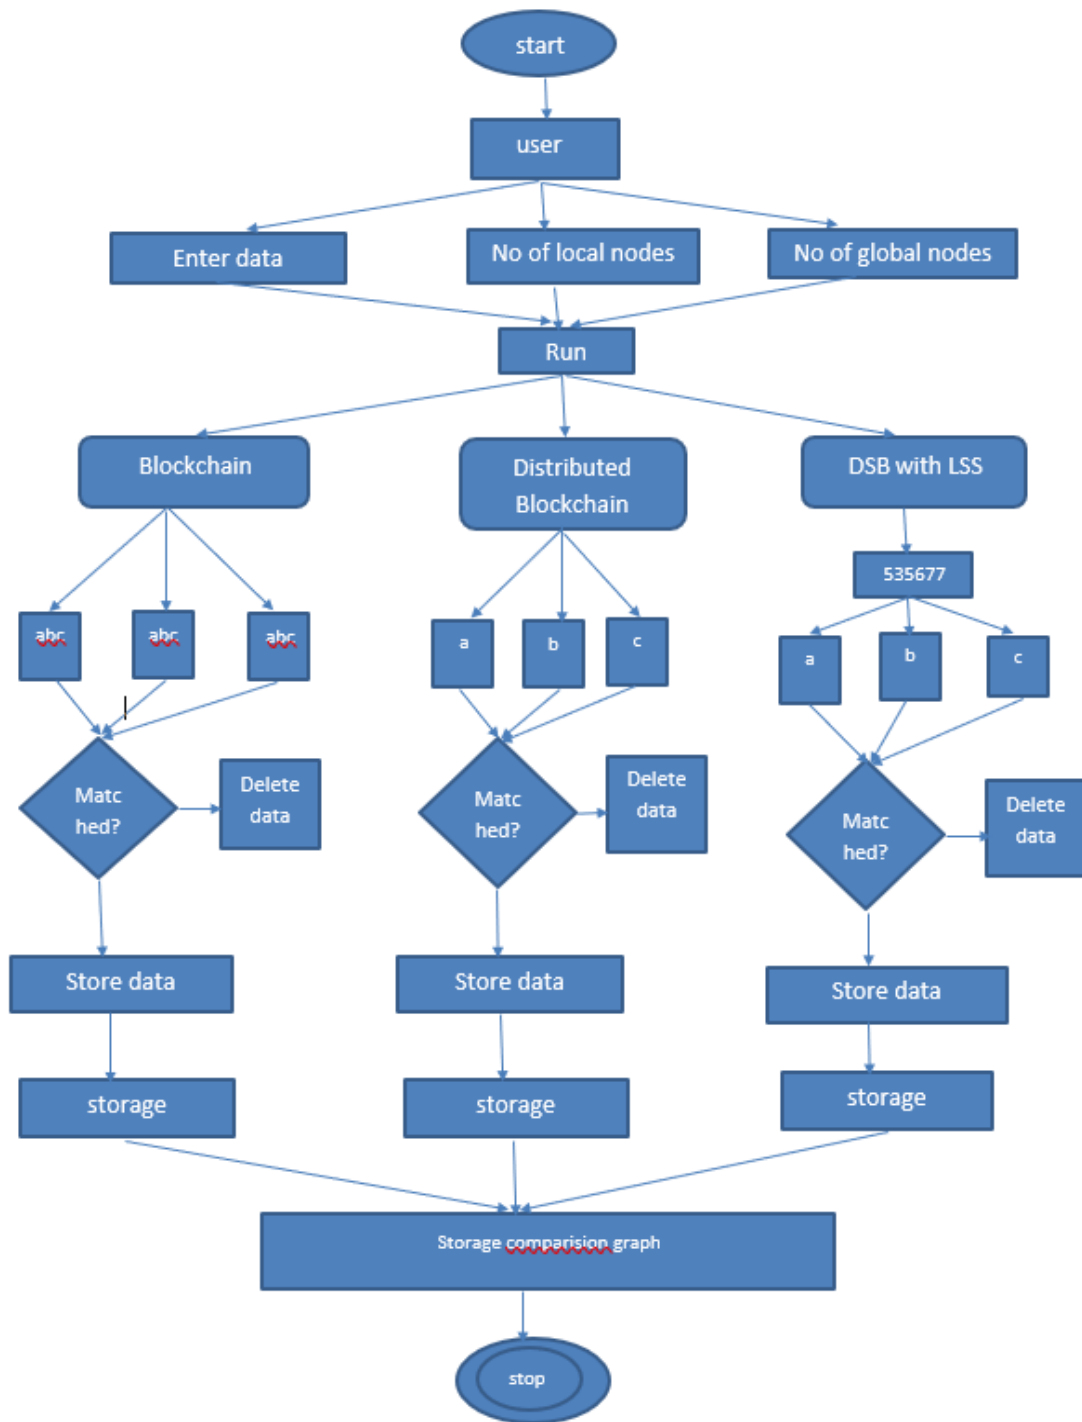 start
user
Enter data
No of local nodes
No of global nodes
Run
Blockchain
Distributed
Blockchain
DSB with LSS
535677
abc
abc
abc
a
b
c
a
b
c
Matc
hed?
Delete
data
Matc
hed?
Delete
data
Matc
hed?
Delete
data
Store data
Store data
Store data
storage
storage
storage
Storage comparision graph
stop